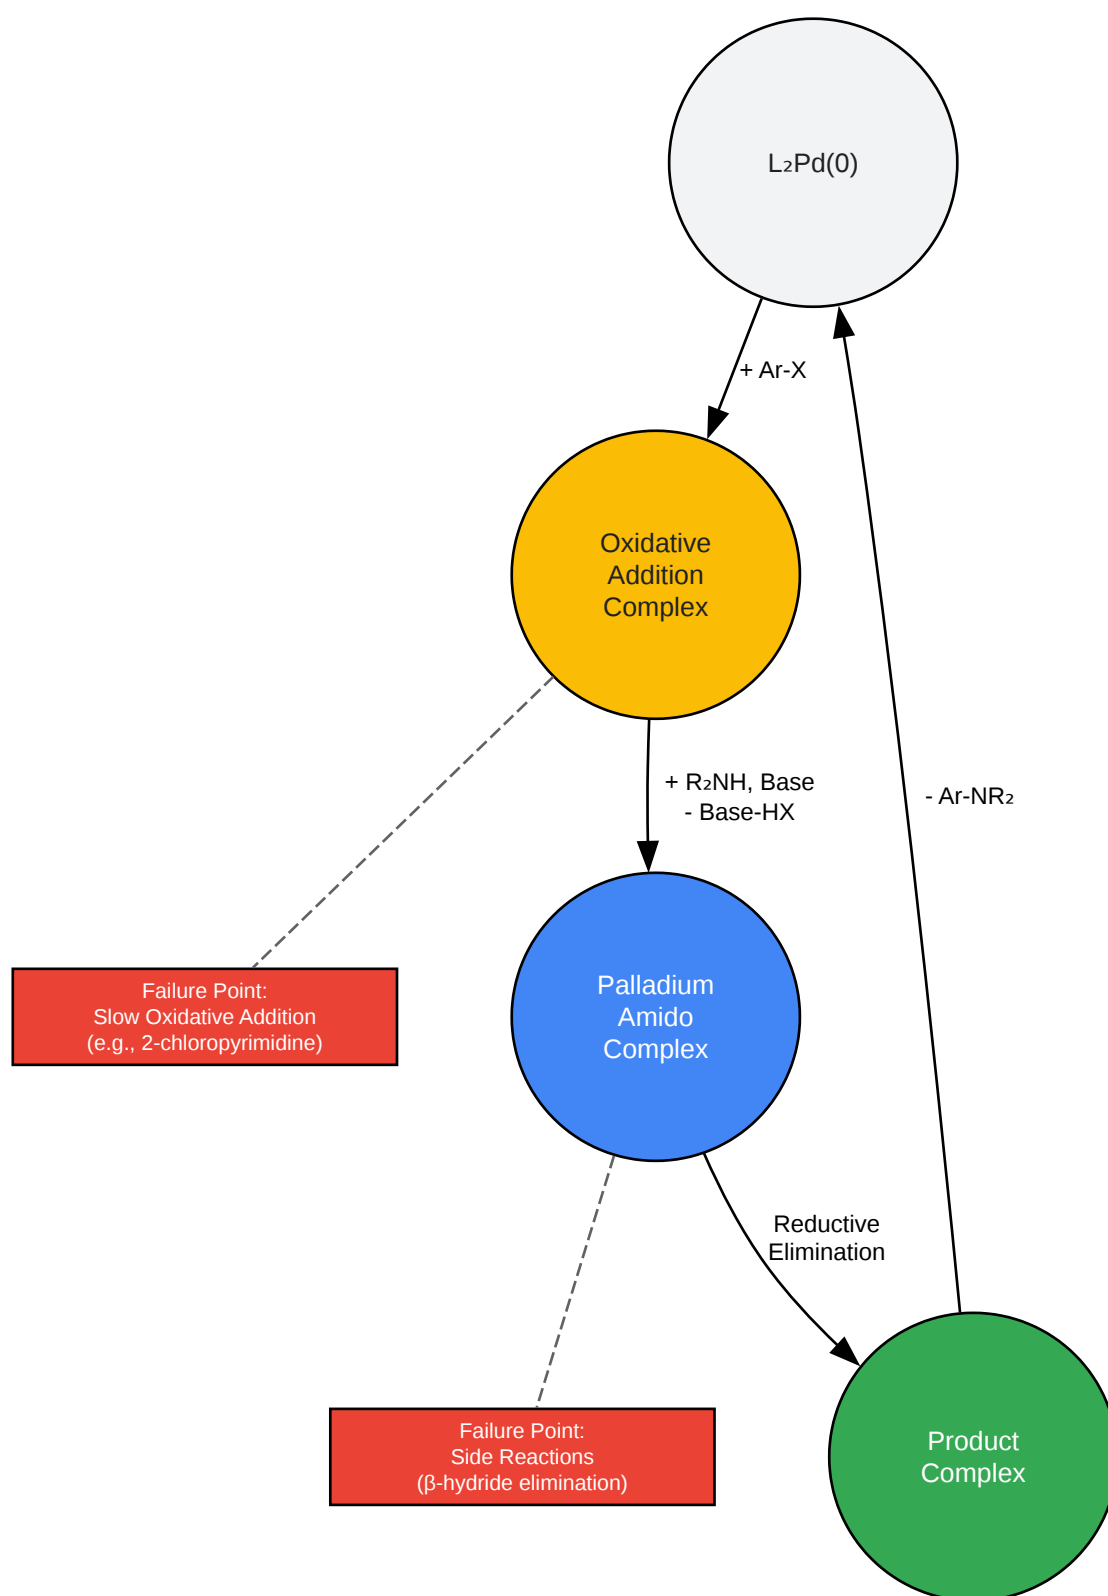 L₂Pd(0)
+ Ar-X
Oxidative
Addition
Complex
+ R₂NH, Base
- Base-HX
- Ar-NR₂
Failure Point:
Slow Oxidative Addition
(e.g., 2-chloropyrimidine)
Palladium
Amido
Complex
Reductive
Elimination
Failure Point:
Side Reactions
(β-hydride elimination)
Product
Complex